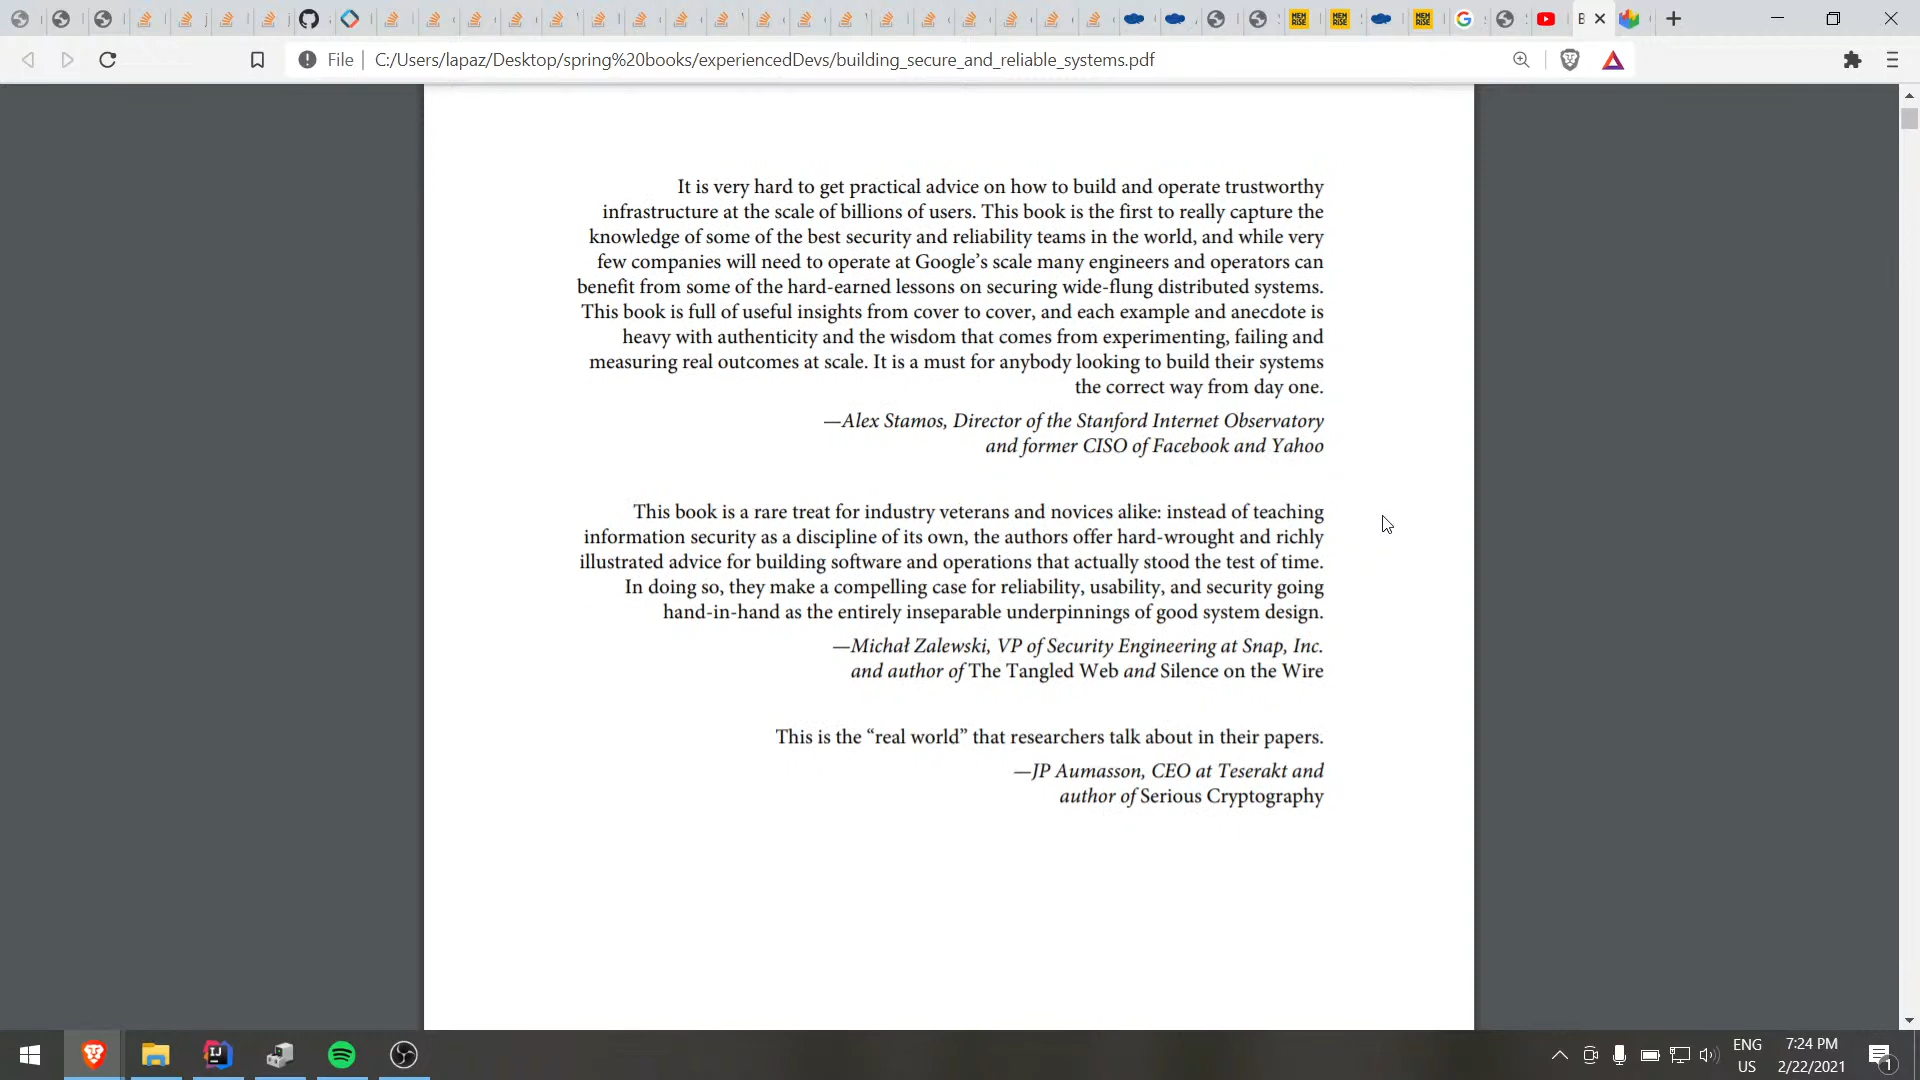 File
C:/Users/lapaz/Desktop/spring%20books/experiencedDevs/building_secure_and_reliable_systems.pdf
It is very hard to get practical advice on how to build and operate trustworthy
infrastructure at the scale of billions of users. This book is the first to really capture the
knowledge of some of the best security and reliability teams in the world, and while very
few companies will need to operate at Google’s scale many engineers and operators can
benefit from some of the hard-earned lessons on securing wide-flung distributed systems.
This book is full of useful insights from cover to cover, and each example and anecdote is
heavy with authenticity and the wisdom that comes from experimenting, failing and
measuring real outcomes at scale. It is a must for anybody looking to build their systems
the correct way from day one.
—Alex Stamos, Director of the Stanford Internet Observatory
and former CISO of Facebook and Yahoo
This book is a rare treat for industry veterans and novices alike: instead of teaching
information security as a discipline of its own, the authors offer hard-wrought and richly
illustrated advice for building software and operations that actually stood the test of time.
In doing so, they make a compelling case for reliability, usability, and security going
hand-in-hand as the entirely inseparable underpinnings of good system design.
—Michał Zalewski, VP of Security Engineering at Snap, Inc.
and author of The Tangled Web and Silence on the Wire
This is the “real world” that researchers talk about in their papers.
—JP Aumasson, CEO at Teserakt and
author of Serious Cryptography
ENG
US
7:24 PM
2/22/2021
1